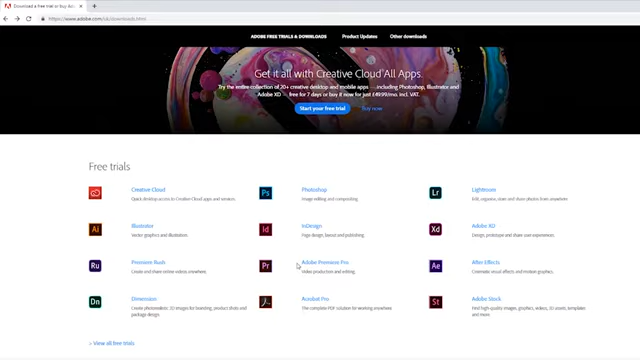 Download a free trial or buy Adob
https://www.adobe.com/uk/downloads.html
ADOBE FREE TRIALS & DOWNLOADS
Product Updates
Other downloads
Get it all with Creative Cloud All Apps.
Try the entire collection of 20+ creative desktop and mobile apps — including Photoshop, Illustrator and
Adobe XD — free for 7 days or buy it now for just £49.99/mo. incl. VAT.
Start your free trial
Buy now
Free trials
Creative Cloud
Quick desktop access to Creative Cloud apps and services.
Ps
Photoshop
Image editing and compositing.
Lr
Lightroom
Edit, organise, store and share photos from anywhere.
Ai
Illustrator
Vector graphics and illustration.
Id
InDesign
Page design, layout and publishing.
Xd
Adobe XD
Design, prototype and share user experiences.
Ru
Premiere Rush
Create and share online videos anywhere.
Pr
Adobe Premiere Pro
Video production and editing.
Ae
After Effects
Cinematic visual effects and motion graphics.
Dn
Dimension
Create photorealistic 3D images for branding, product shots and
package design.
Acrobat Pro
The complete PDF solution for working anywhere
St
Adobe Stock
Find high-quality images, graphics, videos, 3D assets, templates
and more.
› View all free trials